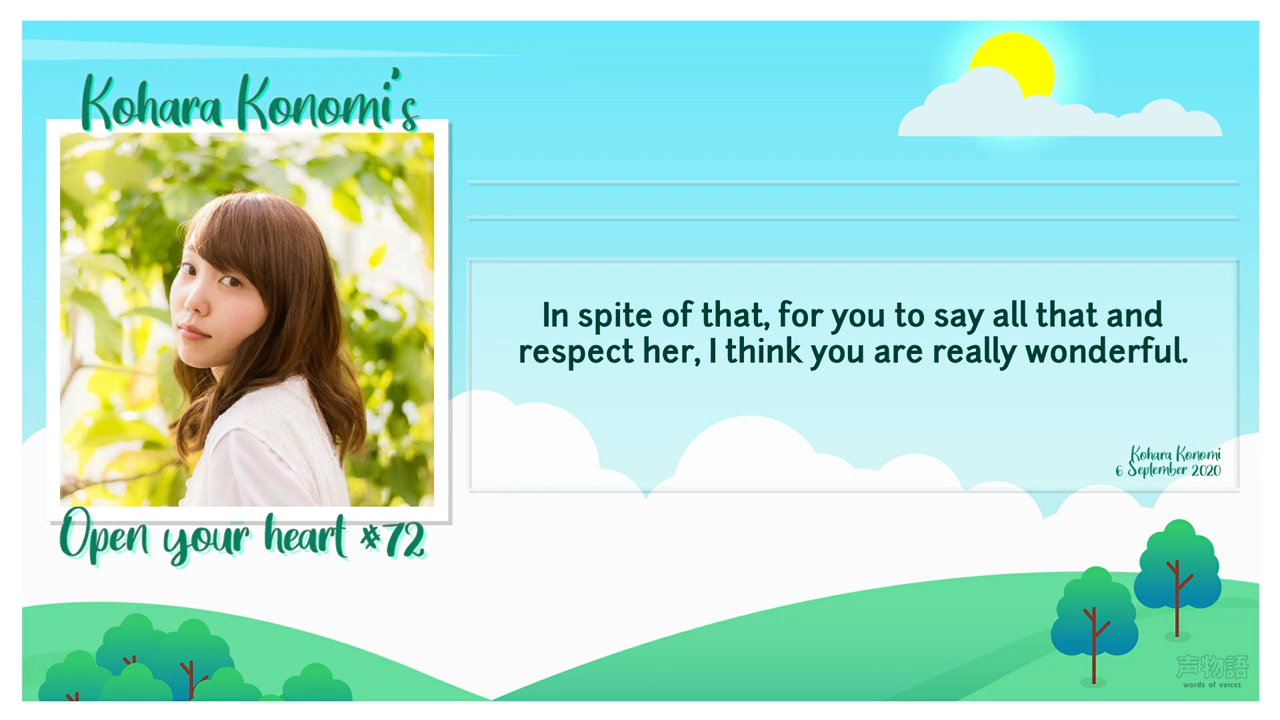 Kohara Konomi's
Open your heart #72
In spite of that, for you to say all that and
respect her, I think you are really wonderful.
Kohara Konomi
6 September 2020
声物語
words of voices